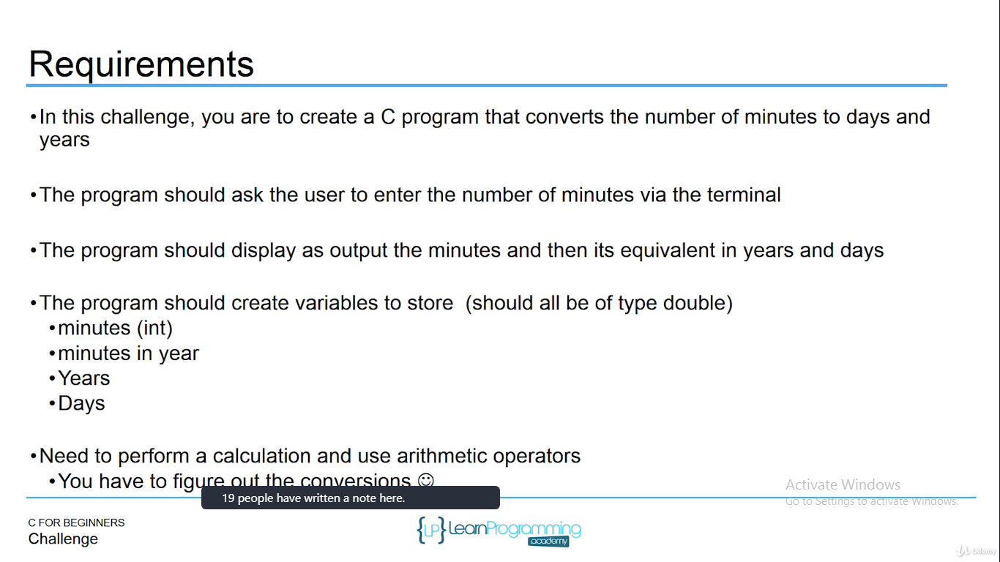 Requirements
•In this challenge, you are to create a C program that converts the number of minutes to days and
years
•The program should ask the user to enter the number of minutes via the terminal
•The program should display as output the minutes and then its equivalent in years and days
•The program should create variables to store  (should all be of type double)
•minutes (int)
•minutes in year
•Years
•Days
•Need to perform a calculation and use arithmetic operators
•You have to figure out the conversions ☺
19 people have written a note here.
Activate Windows
Go to Settings to activate Windows.
C FOR BEGINNERS
Challenge
{LP} LearnProgramming
.academy
Udemy